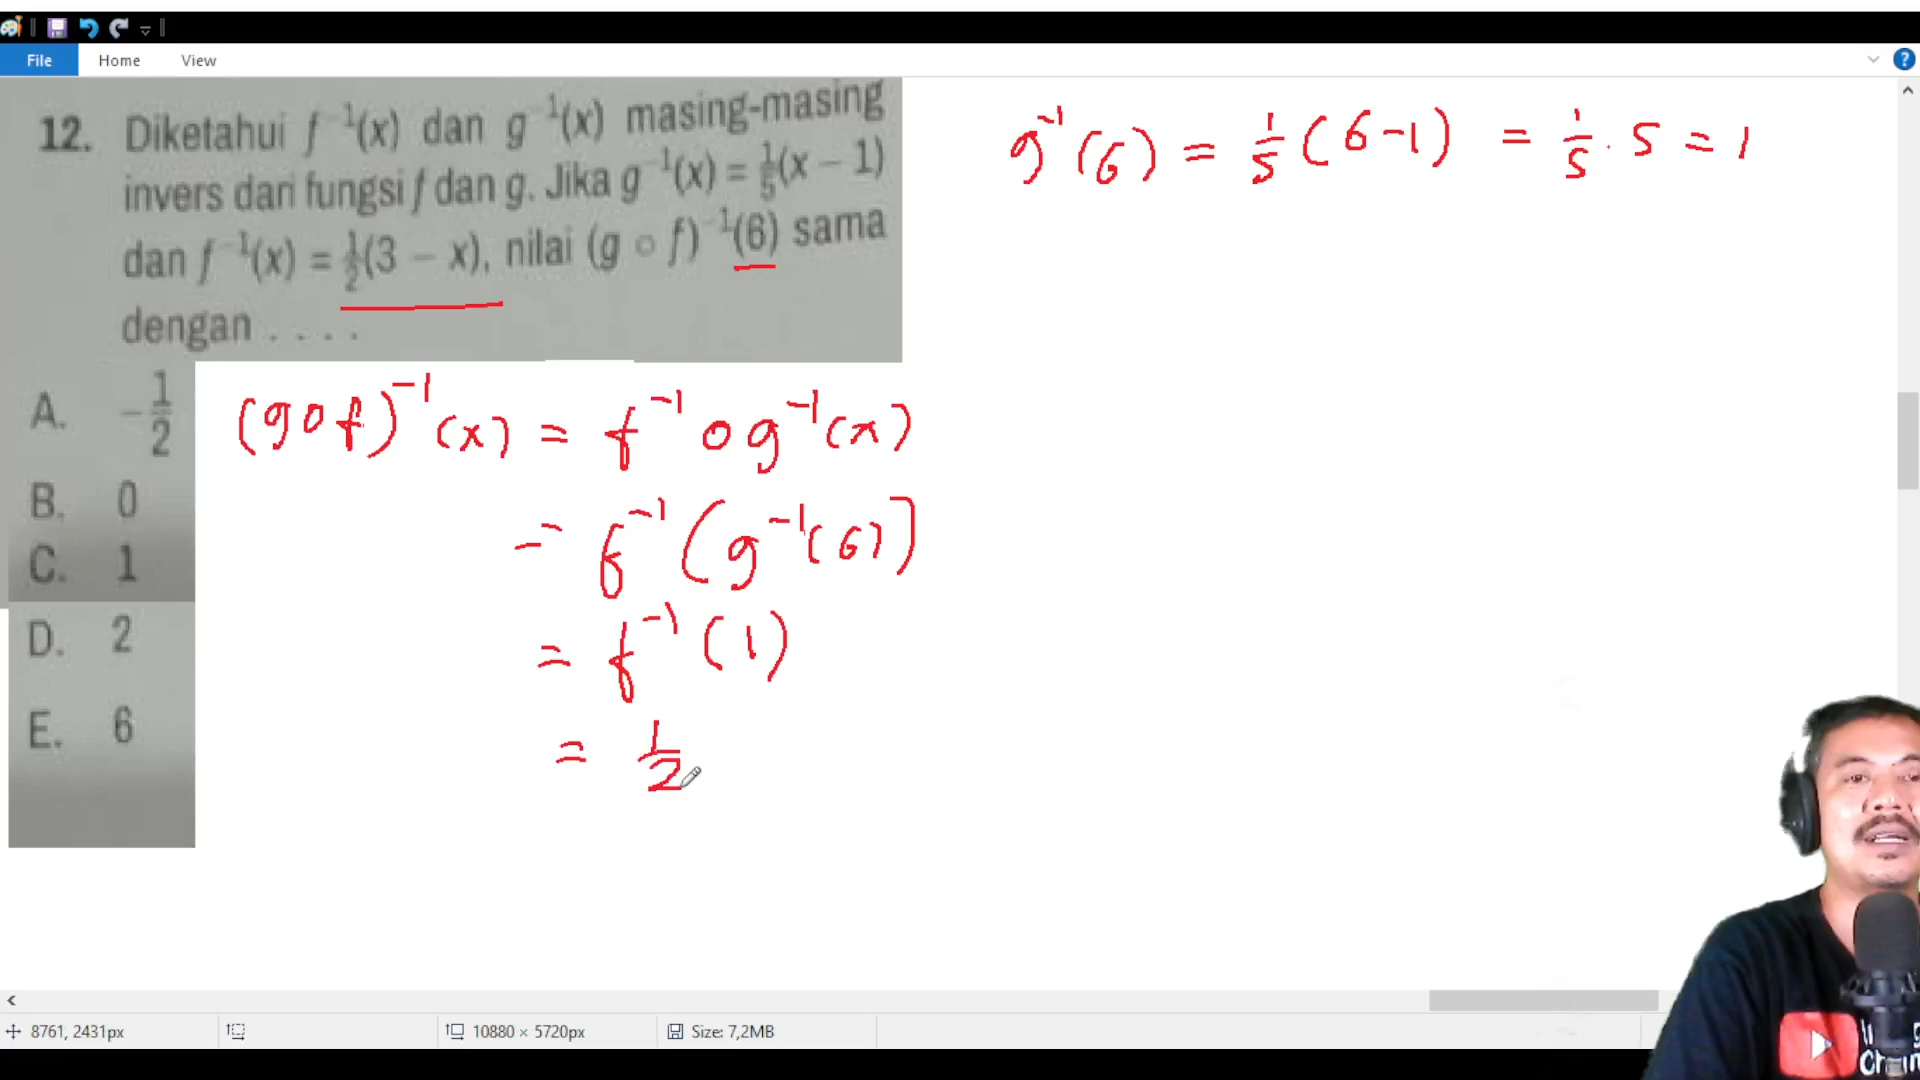 File Home View
12. Diketahui f⁻¹(x) dan g⁻¹(x) masing-masing
invers dari fungsi f dan g. Jika g⁻¹(x) = 1/5(x − 1)
dan f⁻¹(x) = 1/2(3 − x), nilai (g ∘ f)⁻¹(6) sama
dengan . . . .
A. -1/2
B. 0
C. 1
D. 2
E. 6
g⁻¹(6) = 1/5 (6-1) = 1/5 . 5 = 1
(gof)⁻¹(x) = f⁻¹ o g⁻¹(x)
= f⁻¹ (g⁻¹(6))
= f⁻¹ (1)
= 1/2
8761, 2431px 10880 × 5720px Size: 7,2MB